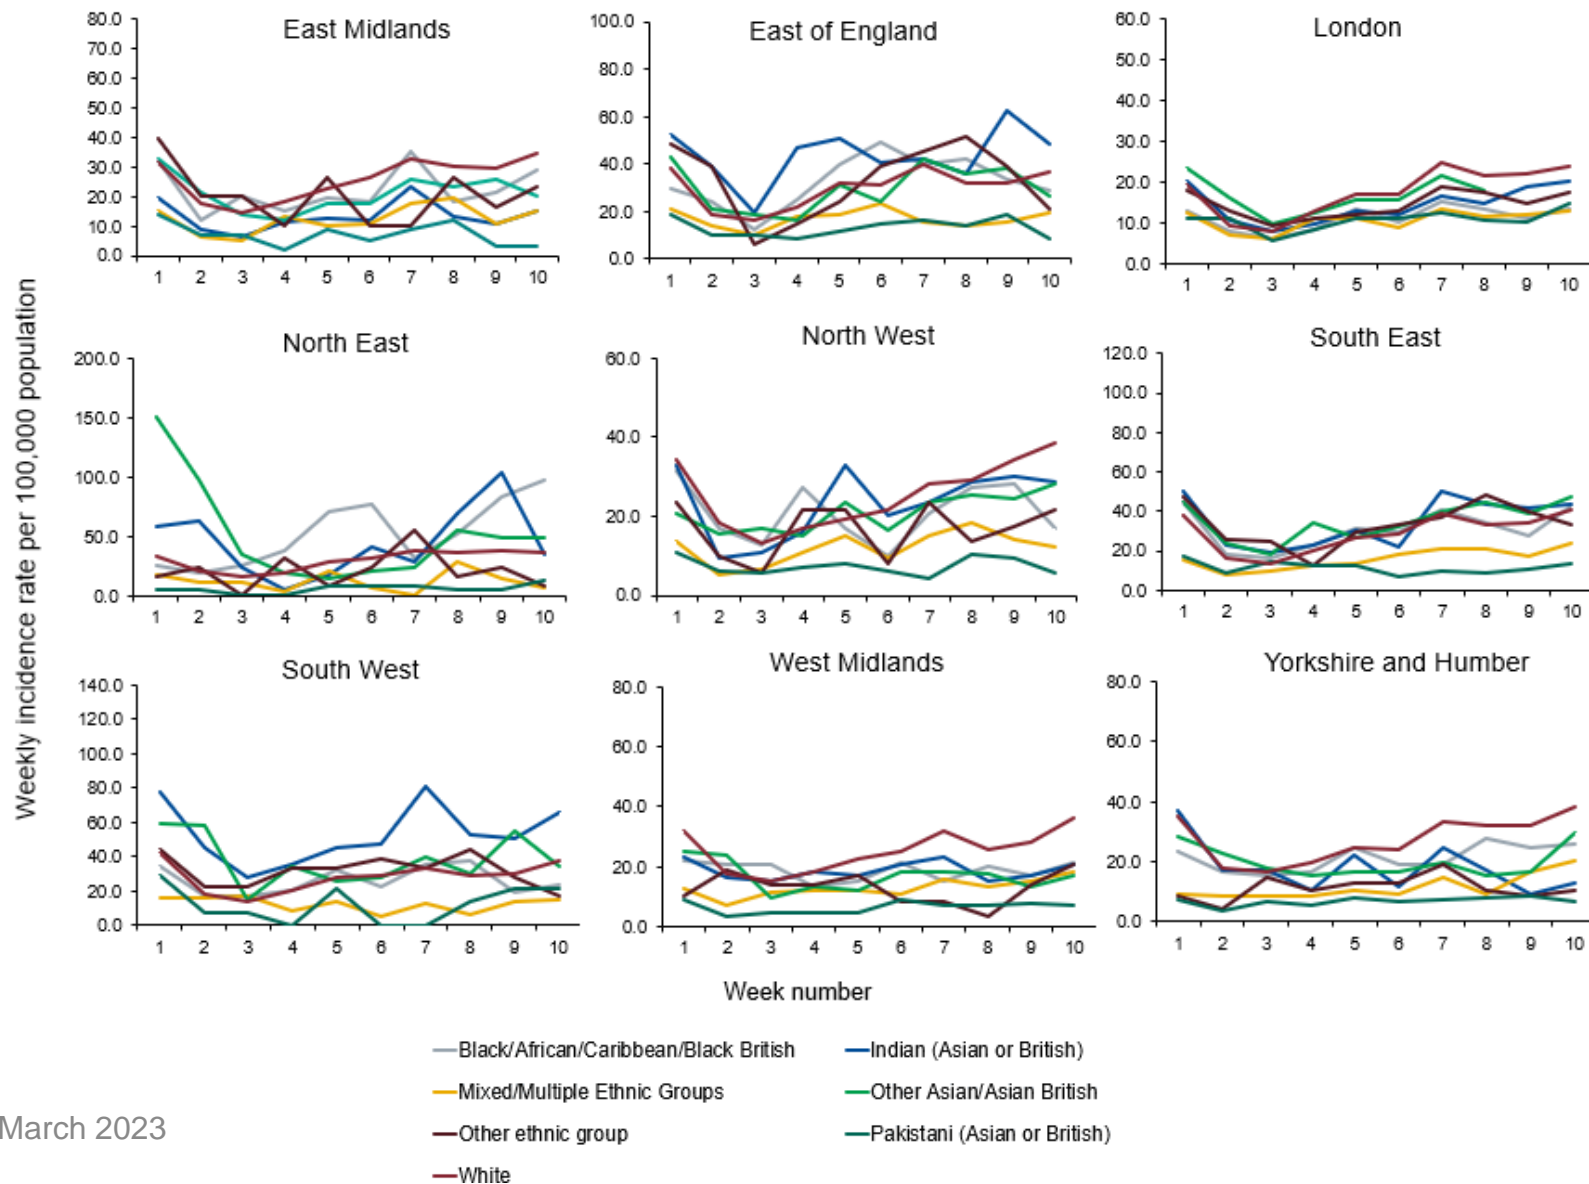 East Midlands
80.0
70.0
60.0
50.0
40.0
30.0
20.0
10.0
0.0
1 2 3 4 5 6 7 8 9 10
East of England
100.0
80.0
60.0
40.0
20.0
0.0
1 2 3 4 5 6 7 8 9 10
London
60.0
50.0
40.0
30.0
20.0
10.0
0.0
1 2 3 4 5 6 7 8 9 10
Weekly incidence rate per 100,000 population
North East
200.0
150.0
100.0
50.0
0.0
1 2 3 4 5 6 7 8 9 10
North West
60.0
40.0
20.0
0.0
1 2 3 4 5 6 7 8 9 10
South East
120.0
100.0
80.0
60.0
40.0
20.0
0.0
1 2 3 4 5 6 7 8 9 10
South West
140.0
120.0
100.0
80.0
60.0
40.0
20.0
0.0
1 2 3 4 5 6 7 8 9 10
West Midlands
80.0
60.0
40.0
20.0
0.0
1 2 3 4 5 6 7 8 9 10
Yorkshire and Humber
80.0
60.0
40.0
20.0
0.0
1 2 3 4 5 6 7 8 9 10
Week number
Black/African/Caribbean/Black British
Indian (Asian or British)
Mixed/Multiple Ethnic Groups
Other Asian/Asian British
Other ethnic group
Pakistani (Asian or British)
White
March 2023